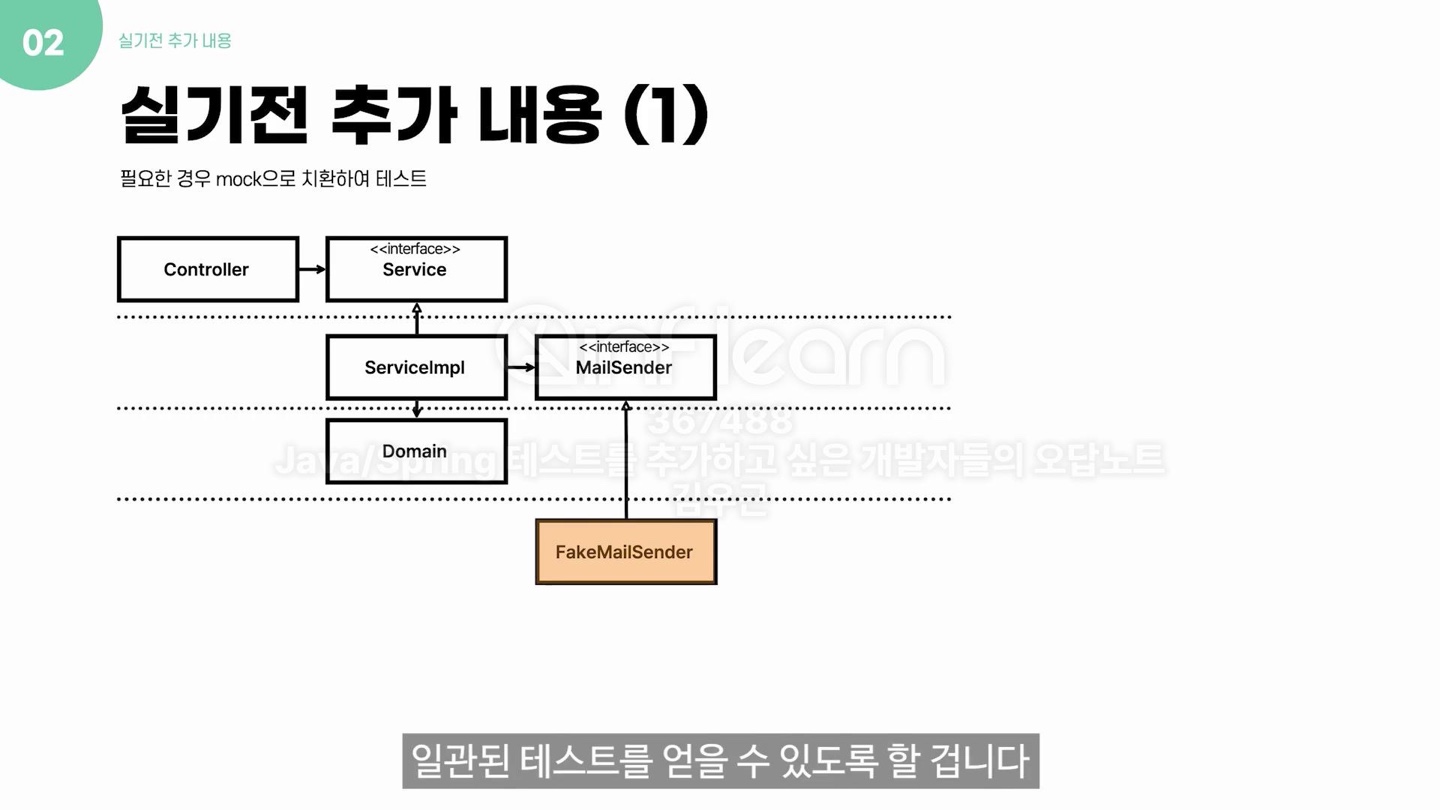 02
실기전 추가 내용
실기전 추가 내용 (1)
필요한 경우 mock으로 치환하여 테스트
Controller
<<interface>>
Service
ServiceImpl
<<interface>>
MailSender
inflearn
367488
Domain
Java/Spring 테스트를 추가하고 싶은 개발자들의 오답노트
김우근
FakeMailSender
일관된 테스트를 얻을 수 있도록 할 겁니다